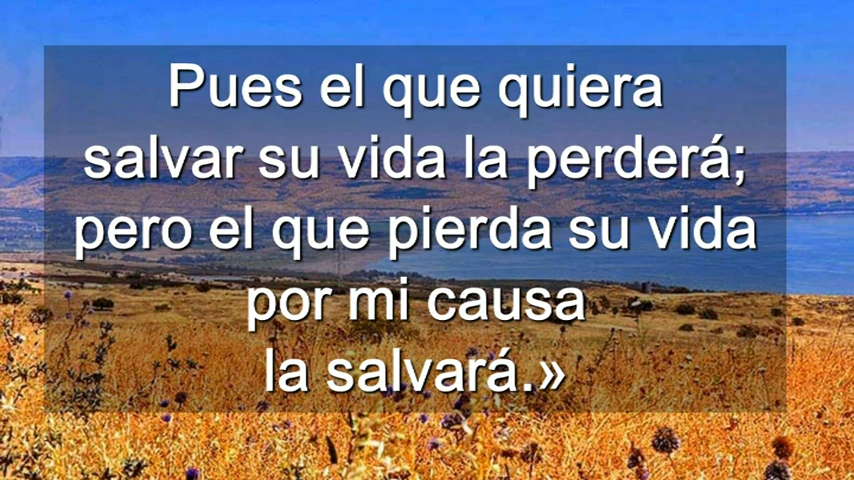 Pues el que quiera
salvar su vida la perderá;
pero el que pierda su vida
por mi causa
la salvará.»